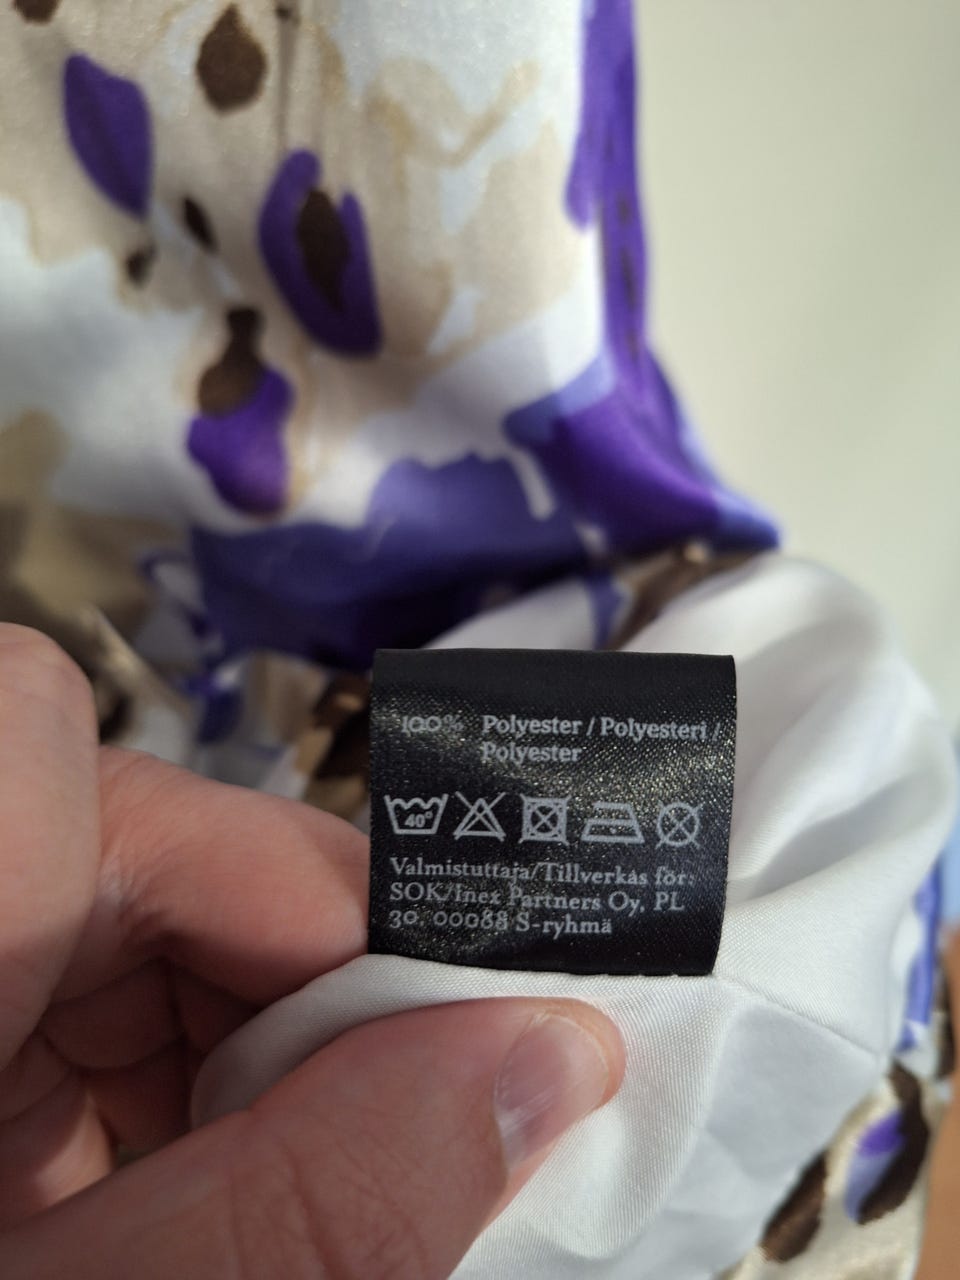 100% Polyester / Polyesteri /
Polyester
40°
Valmistuttaja/Tillverkas för:
SOK/Inex Partners Oy, PL
30, 00088 S-ryhmä